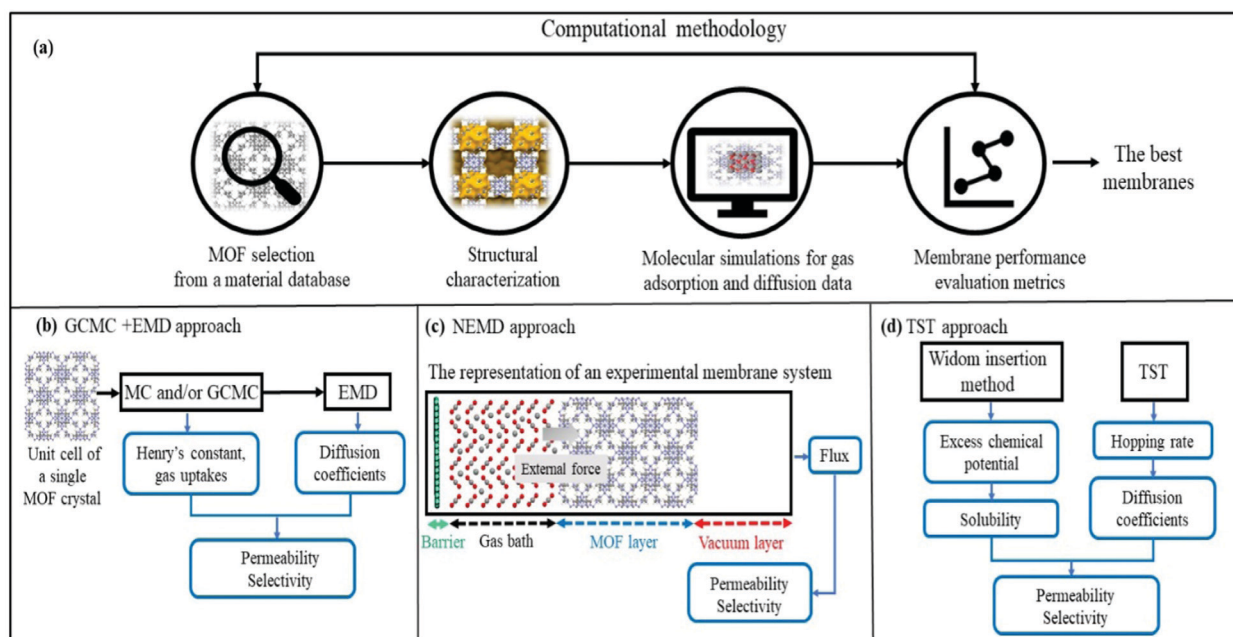 Computational methodology
(a)
MOF selection
from a material database
Structural
characterization
Molecular simulations for gas
adsorption and diffusion data
Membrane performance
evaluation metrics
The best
membranes
(b) GCMC +EMD approach
Unit cell of
a single
MOF crystal
MC and/or GCMC
EMD
Henry's constant,
gas uptakes
Diffusion
coefficients
Permeability
Selectivity
(c) NEMD approach
The representation of an experimental membrane system
External force
Flux
Barrier
Gas bath
MOF layer
Vacuum layer
Permeability
Selectivity
(d) TST approach
Widom insertion
method
TST
Excess chemical
potential
Hopping rate
Solubility
Diffusion
coefficients
Permeability
Selectivity